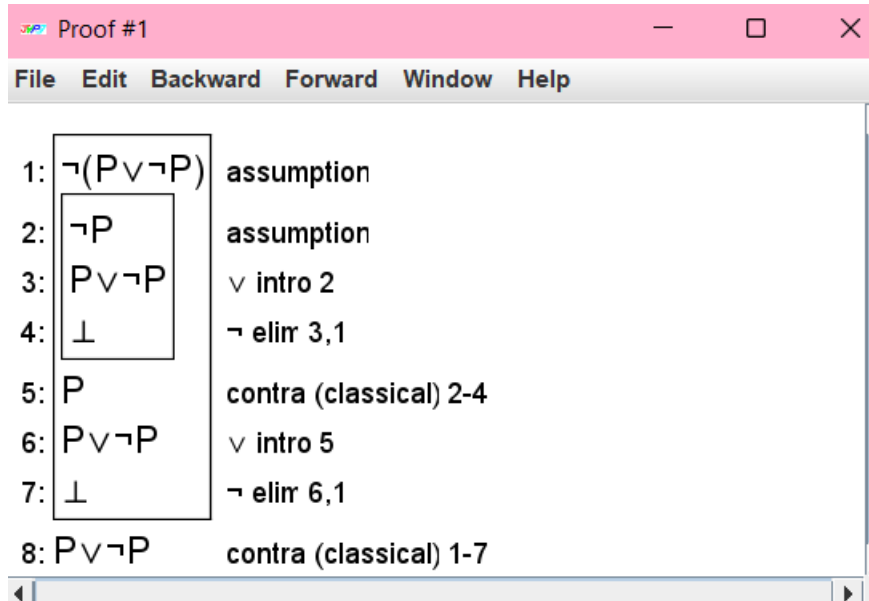 Proof #1
File Edit Backward Forward Window Help
1: ¬(P∨¬P) assumption
2: ¬P assumption
3: P∨¬P ∨ intro 2
4: ⊥ ¬ elim 3,1
5: P contra (classical) 2-4
6: P∨¬P ∨ intro 5
7: ⊥ ¬ elim 6,1
8: P∨¬P contra (classical) 1-7